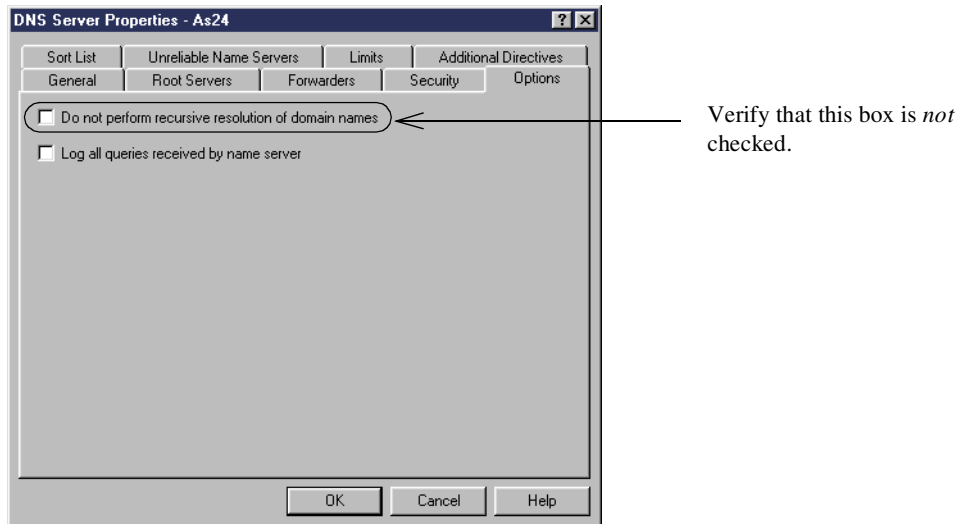 DNS Server Properties - As24
Sort List Unreliable Name Servers Limits Additional Directives
General Root Servers Forwarders Security Options
Do not perform recursive resolution of domain names
Log all queries received by name server
OK Cancel Help
Verify that this box is not
checked.